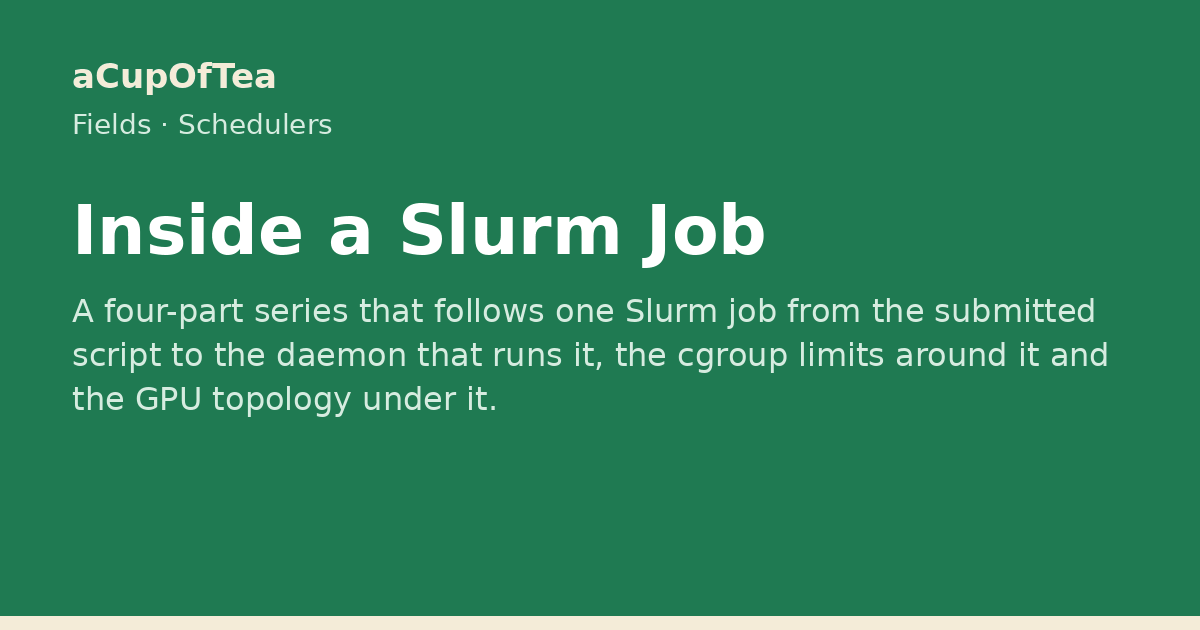 aCupOfTea
Fields · Schedulers
Inside a Slurm Job
A four-part series that follows one Slurm job from the submitted
script to the daemon that runs it, the cgroup limits around it and
the GPU topology under it.